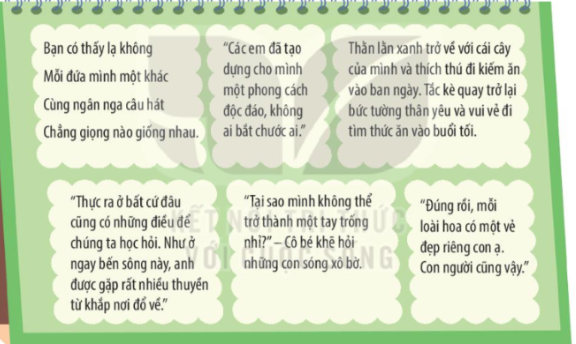 Bạn có thấy lạ không
Mỗi đứa mình một khác
Cùng ngân nga câu hát
Chẳng giọng nào giống nhau.
"Các em đã tạo
dựng cho mình
một phong cách
độc đáo, không
ai bắt chước ai."
Thằn lằn xanh trở về với cái cây
của mình và thích thú đi kiếm ăn
vào ban ngày. Tắc kè quay trở lại
bức tường thân yêu và vui vẻ đi
tìm thức ăn vào buổi tối.
"Thực ra ở bất cứ đâu
cũng có những điều để
chúng ta học hỏi. Như ở
ngay bến sông này, anh
được gặp rất nhiều thuyền
từ khắp nơi đổ về."
"Tại sao mình không thể
trở thành một tay trống
nhỉ?" – Cô bé khẽ hỏi
những con sóng xô bờ.
"Đúng rồi, mỗi
loài hoa có một vẻ
đẹp riêng con ạ.
Con người cũng vậy."
KẾT NỐI TRI THỨC
VỚI CUỘC SỐNG